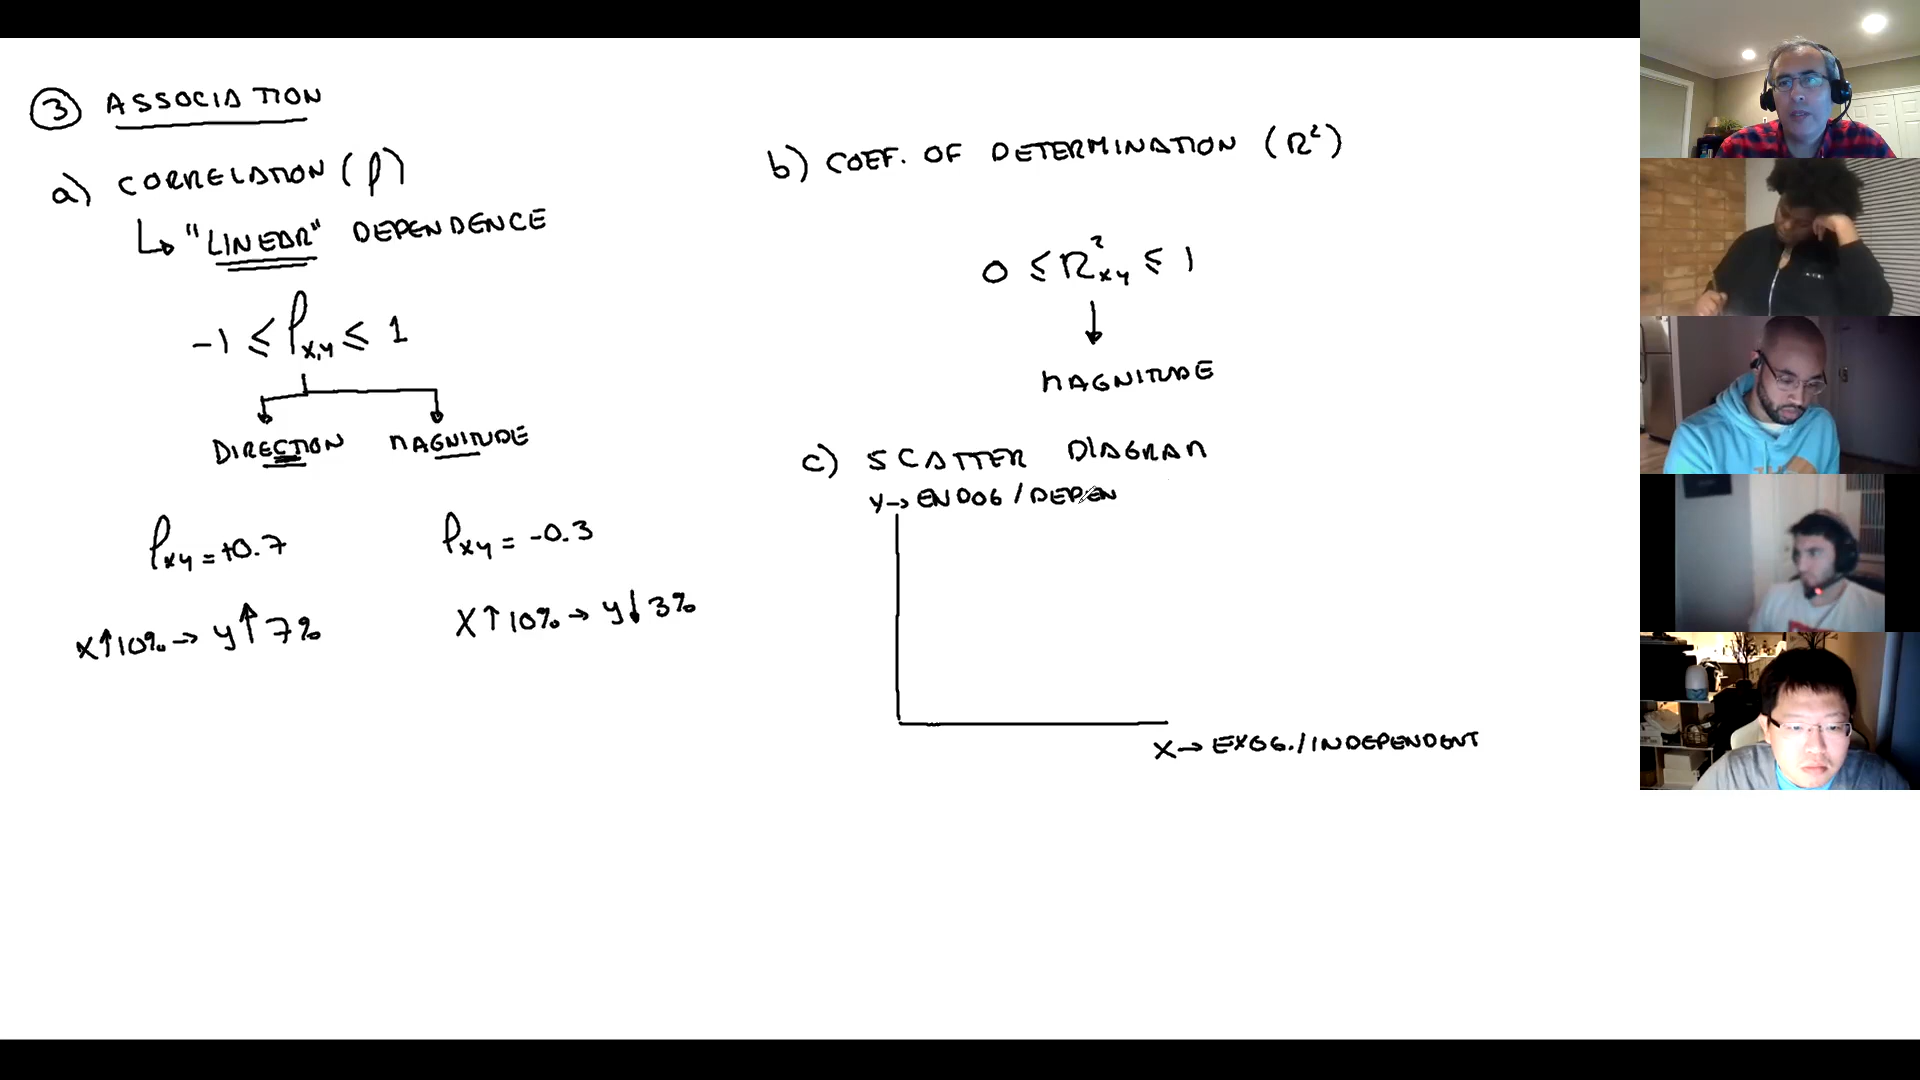 3 ASSOCIATION
a) CORRELATION (ρ)
↳ "LINEAR" DEPENDENCE
-1 ≤ ρx,y ≤ 1
DIRECTION MAGNITUDE
ρxy = +0.7
ρxy = -0.3
X↑10% → y↑7%
X↑10% → y↓3%
b) COEF. OF DETERMINATION (R²)
0 ≤ R²xy ≤ 1
↓
MAGNITUDE
c) SCATTER DIAGRAM
Y → ENDOG / DEPEN
X → EXOG. / INDEPENDENT